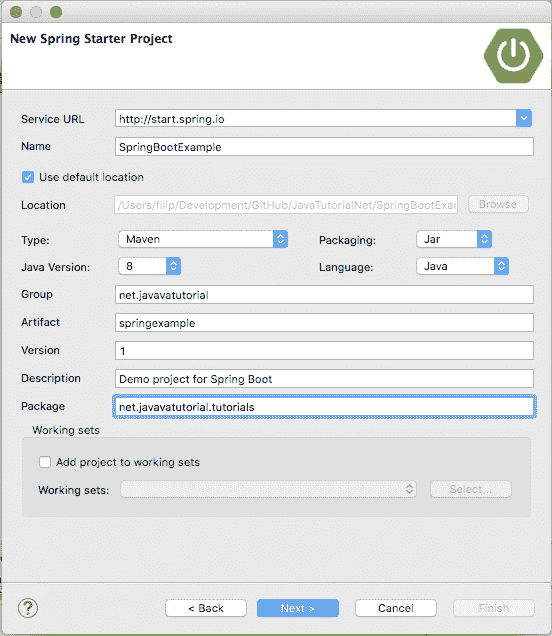 New Spring Starter Project
Service URL http://start.spring.io
Name SpringBootExample
Use default location
Location /Users/filip/Development/GitHub/JavaTutorialNet/SpringBootExam Browse
Type: Maven Packaging: Jar
Java Version: 8 Language: Java
Group net.javavatutorial
Artifact springexample
Version 1
Description Demo project for Spring Boot
Package net.javavatutorial.tutorials
Working sets
Add project to working sets
Working sets: Select...
? < Back Next > Cancel Finish